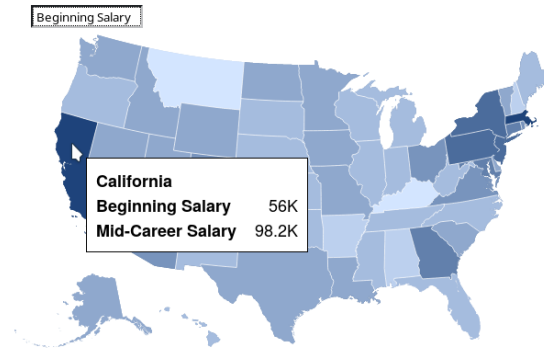 Beginning Salary
California
Beginning Salary 56K
Mid-Career Salary 98.2K